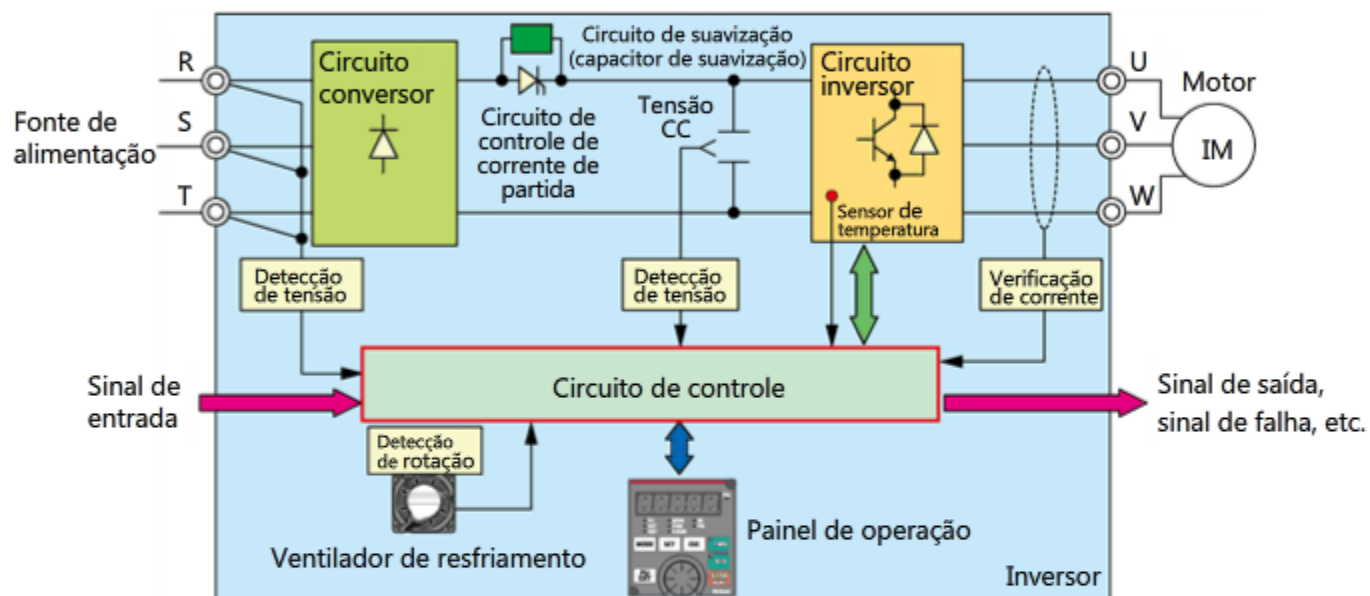 R
S
T
Fonte de
alimentação
Circuito
conversor
Circuito de suavização
(capacitor de suavização)
Circuito de
controle de
corrente de
partida
Tensão
CC
Circuito
inversor
Sensor de
temperatura
U
V
W
Motor
IM
Detecção
de tensão
Detecção
de tensão
Verificação
de corrente
Sinal de
entrada
Circuito de controle
Sinal de saída,
sinal de falha, etc.
Detecção
de rotação
Ventilador de resfriamento
Painel de operação
Inversor